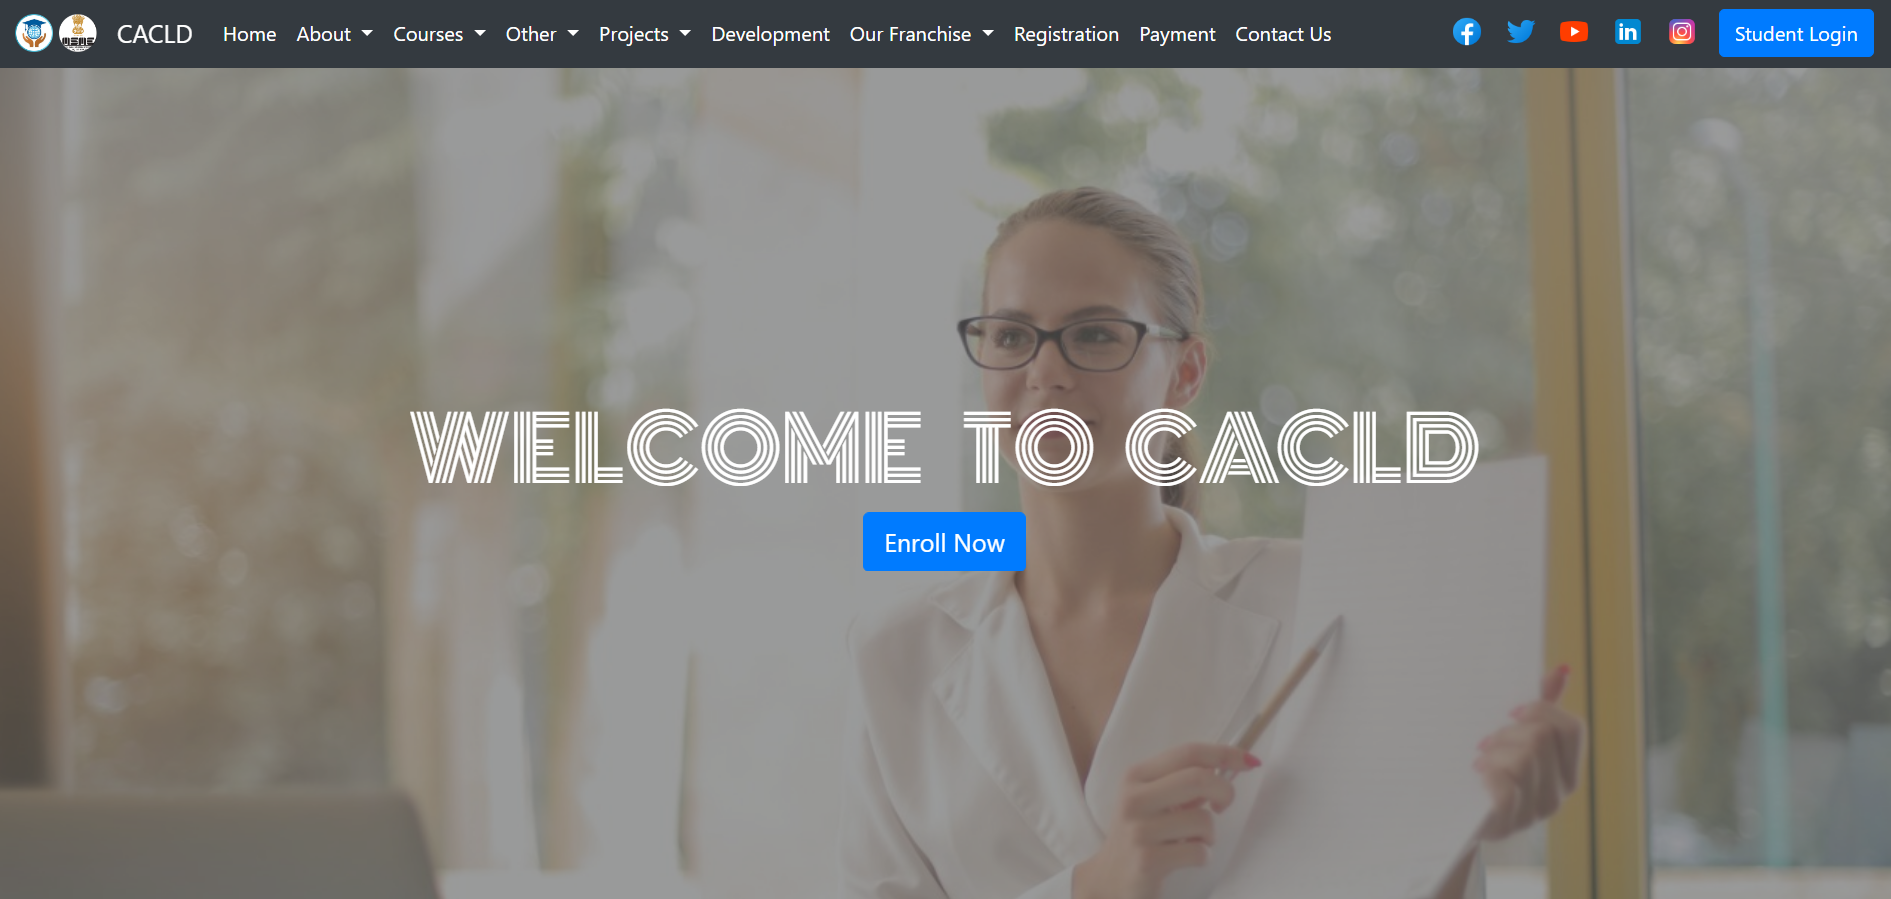 CACLD Home About Courses Other Projects Development Our Franchise Registration Payment Contact Us Student Login
WELCOME TO CACLD
Enroll Now